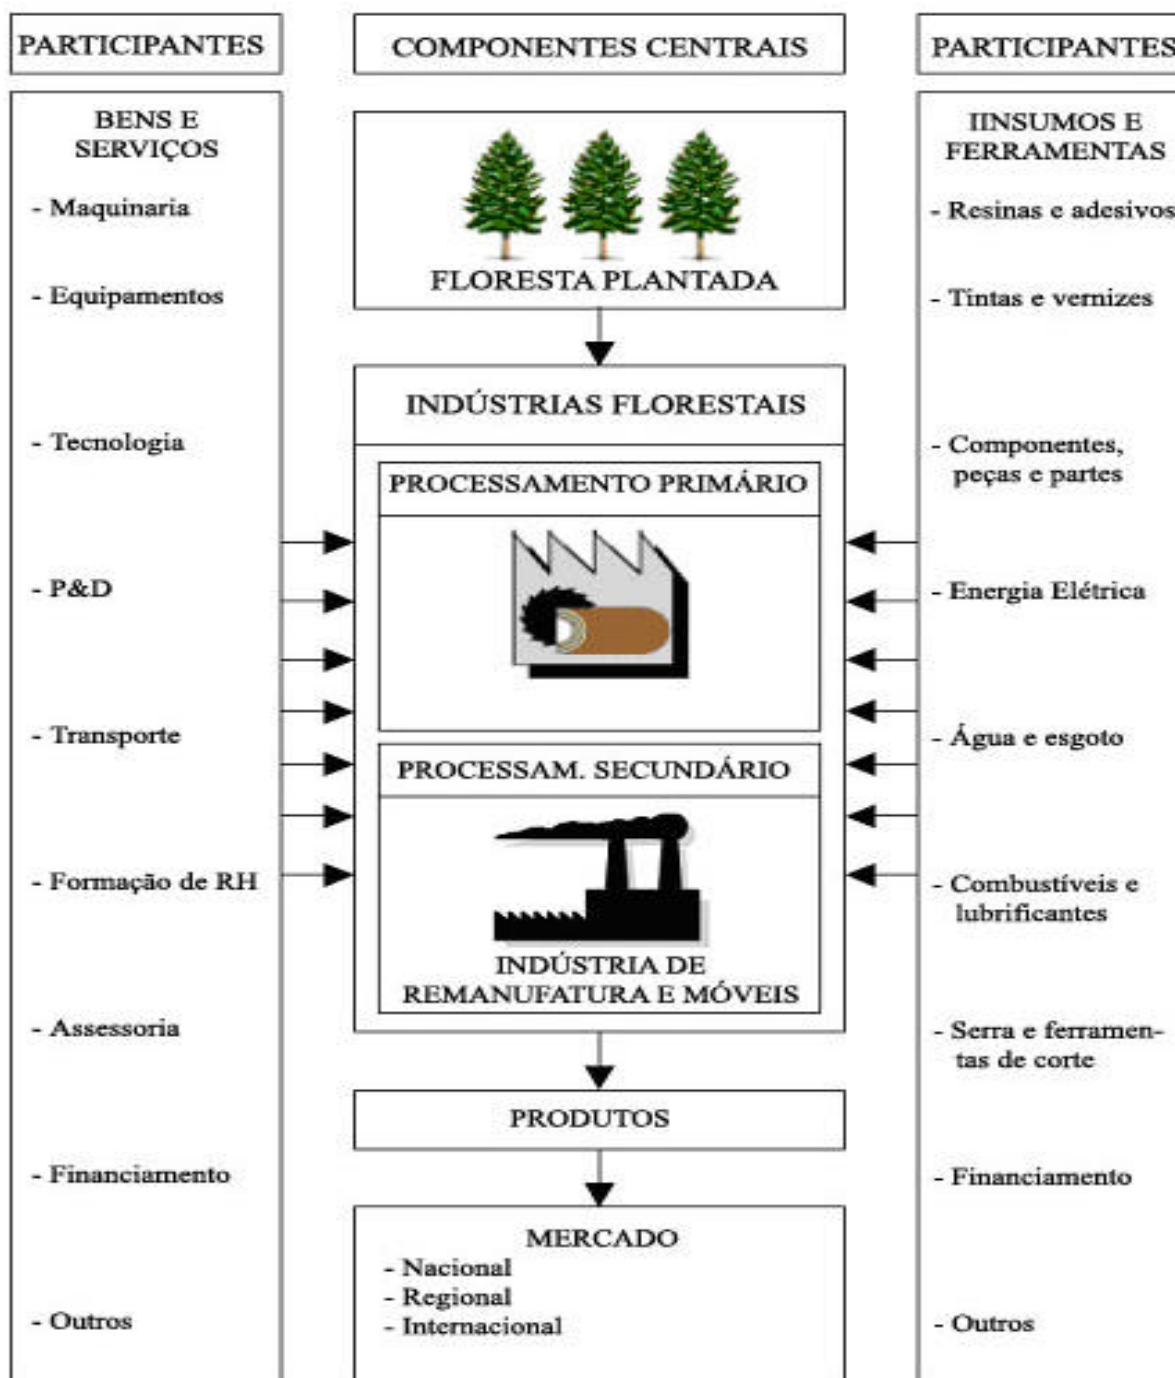 PARTICIPANTES
BENS E
SERVIÇOS
- Maquinaria
- Equipamentos
- Tecnologia
- P&D
- Transporte
- Formação de RH
- Assessoria
- Financiamento
- Outros
COMPONENTES CENTRAIS
FLORESTA PLANTADA
INDÚSTRIAS FLORESTAIS
PROCESSAMENTO PRIMÁRIO
PROCESSAM. SECUNDÁRIO
INDÚSTRIA DE
REMANUFATURA E MÓVEIS
PRODUTOS
MERCADO
- Nacional
- Regional
- Internacional
PARTICIPANTES
IINSUMOS E
FERRAMENTAS
- Resinas e adesivos
- Tintas e vernizes
- Componentes,
peças e partes
- Energia Elétrica
- Água e esgoto
- Combustíveis e
lubrificantes
- Serra e ferramen-
tas de corte
- Financiamento
- Outros